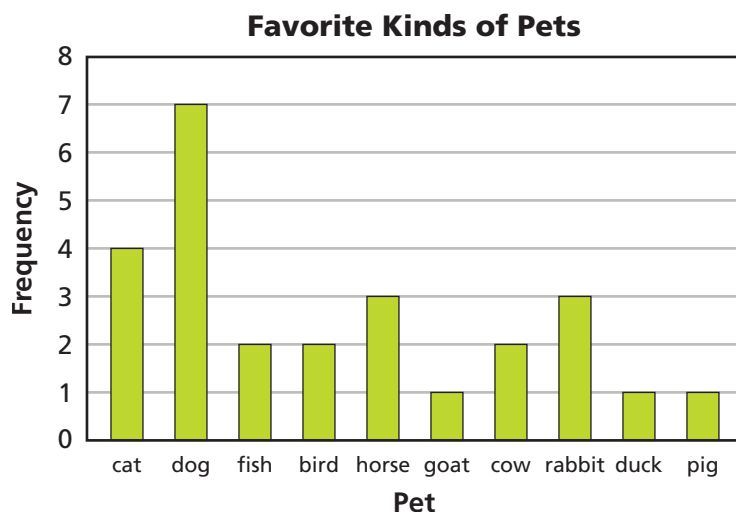 Favorite Kinds of Pets
8
7
6
5
4
3
2
1
0
Frequency
cat dog fish bird horse goat cow rabbit duck pig
Pet